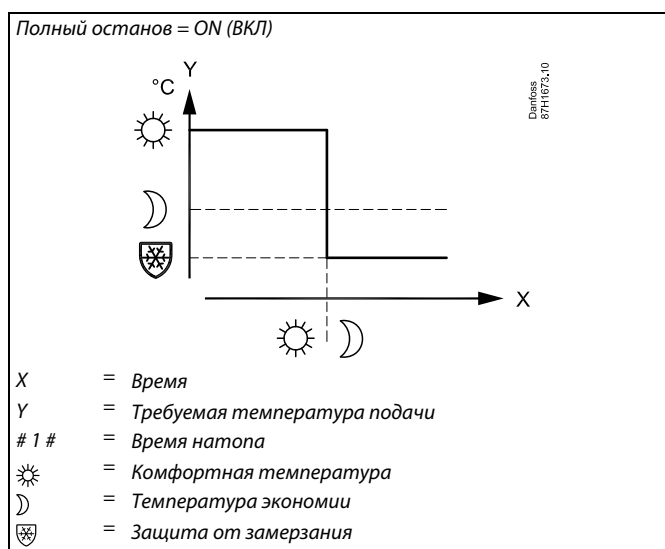 Полный останов = ON (ВКЛ)
Y
°C
Danfoss
87H1673.10
X
X = Время
Y = Требуемая температура подачи
# 1 # = Время натопа
= Комфортная температура
= Температура экономии
= Защита от замерзания